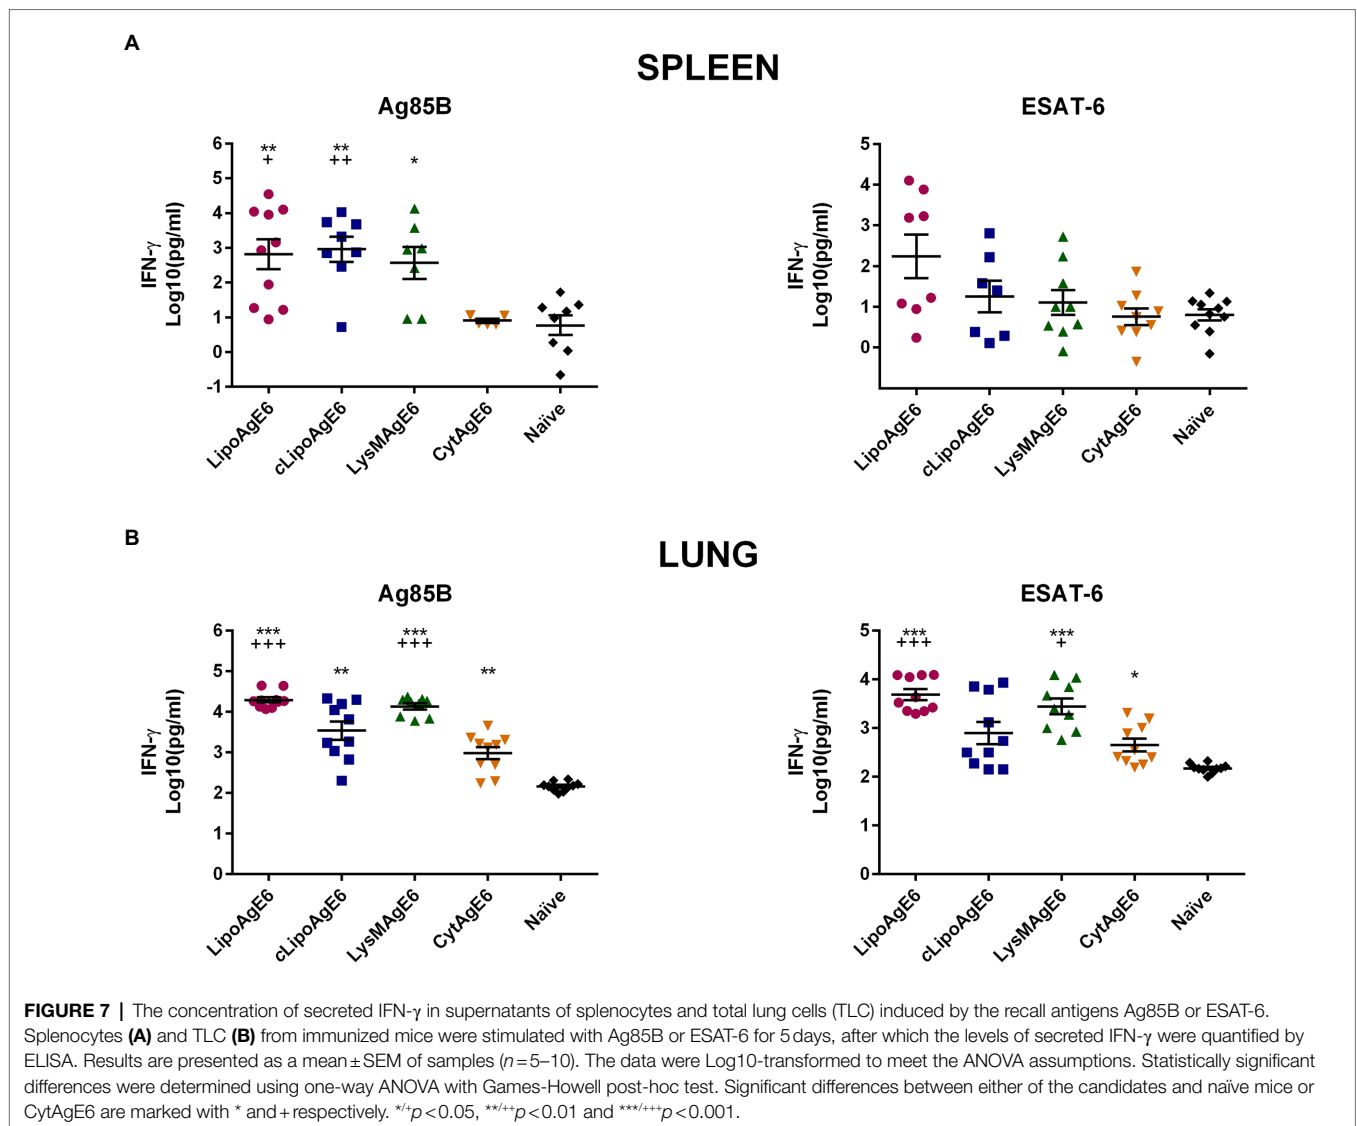 A
SPLEEN
Ag85B
ESAT-6
6
5
4
3
2
1
0
-1
IFN-γ
Log10(pg/ml)
**
+
**
++
*
LipoAgE6
cLipoAgE6
LysMAgE6
CytAgE6
Naïve
5
4
3
2
1
0
IFN-γ
Log10(pg/ml)
LipoAgE6
cLipoAgE6
LysMAgE6
CytAgE6
Naïve
B
LUNG
Ag85B
ESAT-6
6
5
4
3
2
1
0
IFN-γ
Log10(pg/ml)
***
+++
**
***
+++
**
LipoAgE6
cLipoAgE6
LysMAgE6
CytAgE6
Naïve
5
4
3
2
1
0
IFN-γ
Log10(pg/ml)
***
+++
***
+
*
LipoAgE6
cLipoAgE6
LysMAgE6
CytAgE6
Naïve
FIGURE 7 | The concentration of secreted IFN-γ in supernatants of splenocytes and total lung cells (TLC) induced by the recall antigens Ag85B or ESAT-6.
Splenocytes (A) and TLC (B) from immunized mice were stimulated with Ag85B or ESAT-6 for 5 days, after which the levels of secreted IFN-γ were quantified by
ELISA. Results are presented as a mean ± SEM of samples (n = 5–10). The data were Log10-transformed to meet the ANOVA assumptions. Statistically significant
differences were determined using one-way ANOVA with Games-Howell post-hoc test. Significant differences between either of the candidates and naïve mice or
CytAgE6 are marked with * and + respectively. */+p < 0.05, **/++p < 0.01 and ***/+++p < 0.001.